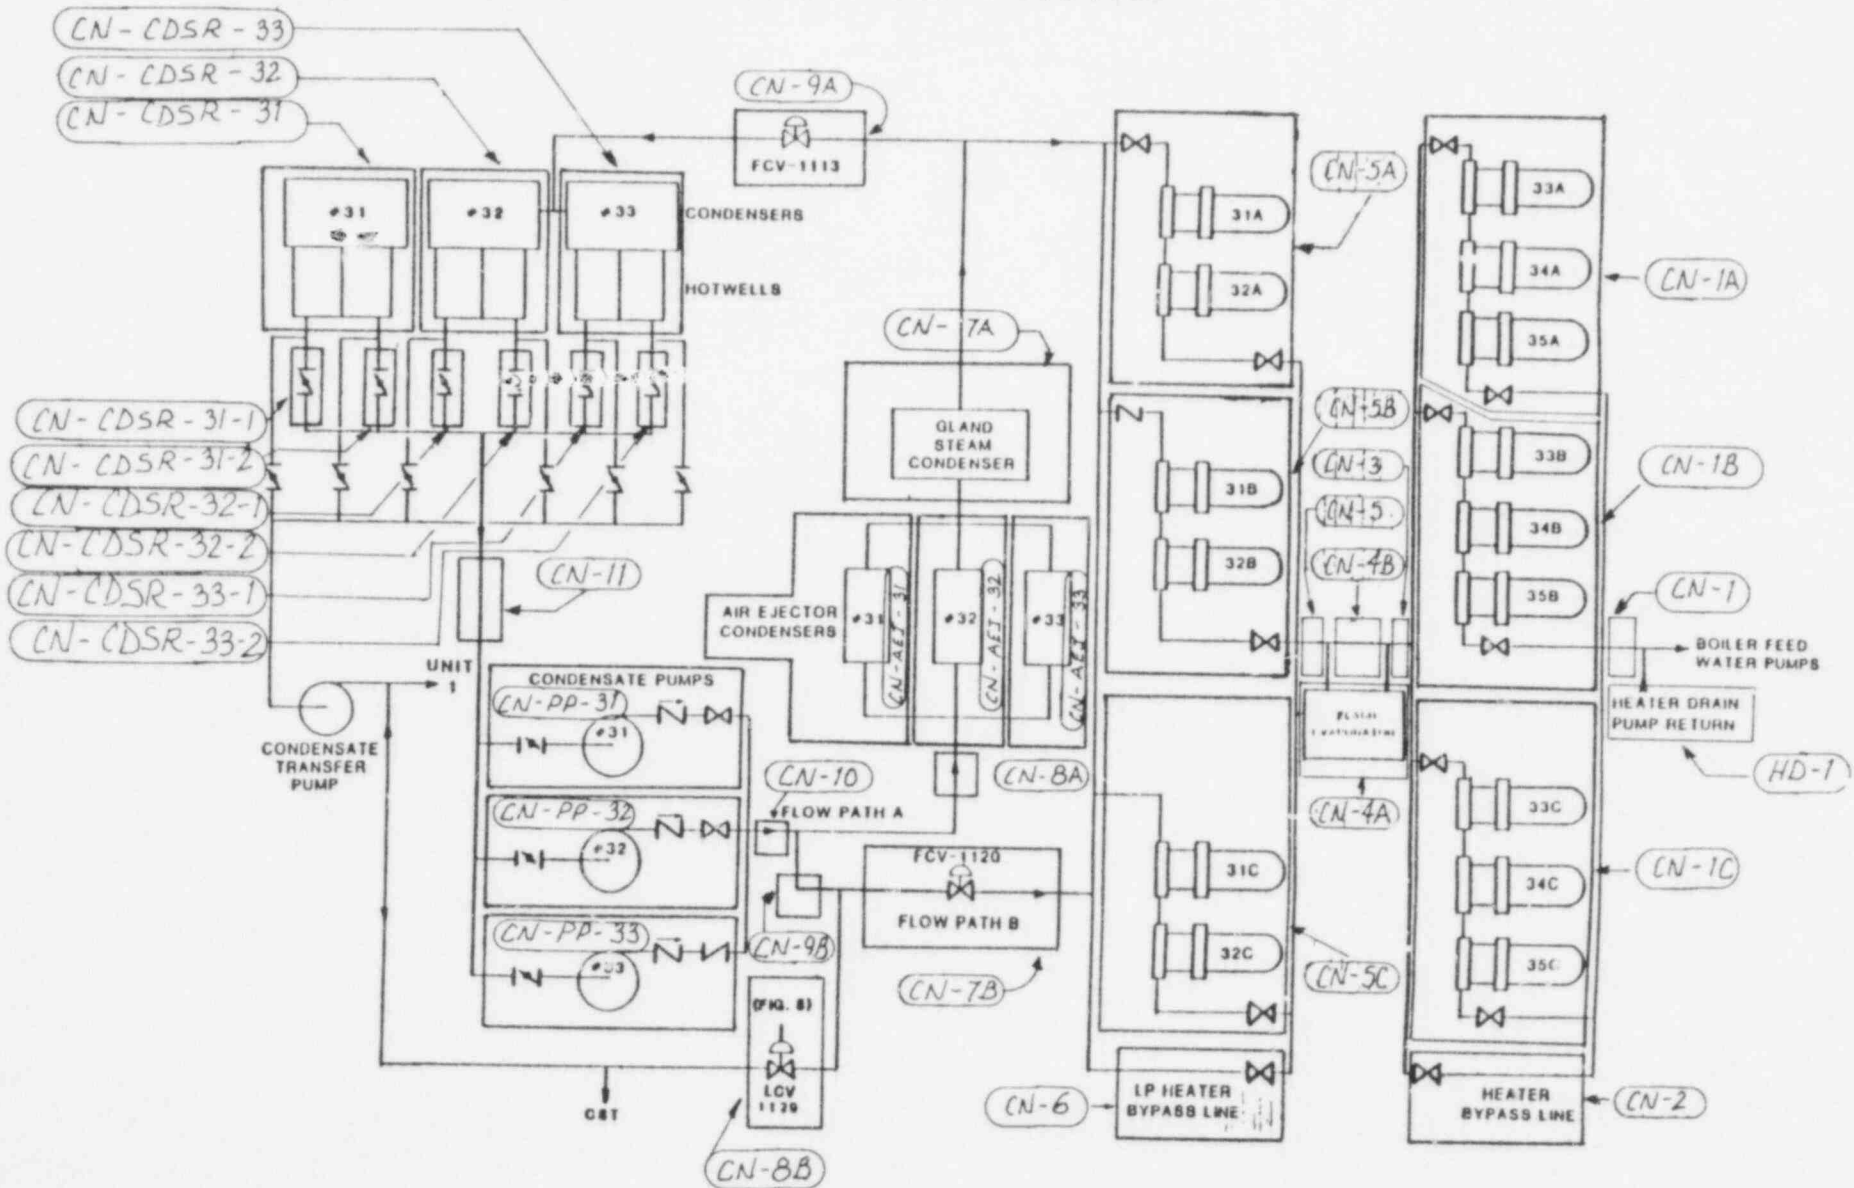 CN-CDSR-33
CN-CDSR-32
CN-CDSR-31
CN-9A
FCV-1113
#31
#32
#33
CONDENSERS
HOTWELLS
CN-5A
31A
32A
33A
34A
35A
CN-1A
CN-7A
GLAND
STEAM
CONDENSER
CN-CDSR-31-1
CN-CDSR-31-2
CN-CDSR-32-1
CN-CDSR-32-2
CN-CDSR-33-1
CN-CDSR-33-2
CN-11
CN-5B
CN-3
CN-5
CN-4B
31B
32B
33B
34B
35B
CN-1B
CN-1
AIR EJECTOR
CONDENSERS
#31
CN-AEJ-31
#32
CN-AEJ-32
#33
CN-AEJ-33
BOILER FEED
WATER PUMPS
HEATER DRAIN
PUMP RETURN
HD-1
UNIT
1
CONDENSATE
TRANSFER
PUMP
CONDENSATE PUMPS
CN-PP-31
#31
CN-PP-32
#32
CN-PP-33
#33
CN-10
FLOW PATH A
CN-8A
CN-9B
FCV-1120
FLOW PATH B
CN-7B
CN-4A
31C
32C
CN-5C
33C
34C
35C
CN-1C
(FIG. 8)
LCV
1129
CN-8B
CN-6
LP HEATER
BYPASS LINE
HEATER
BYPASS LINE
CN-2